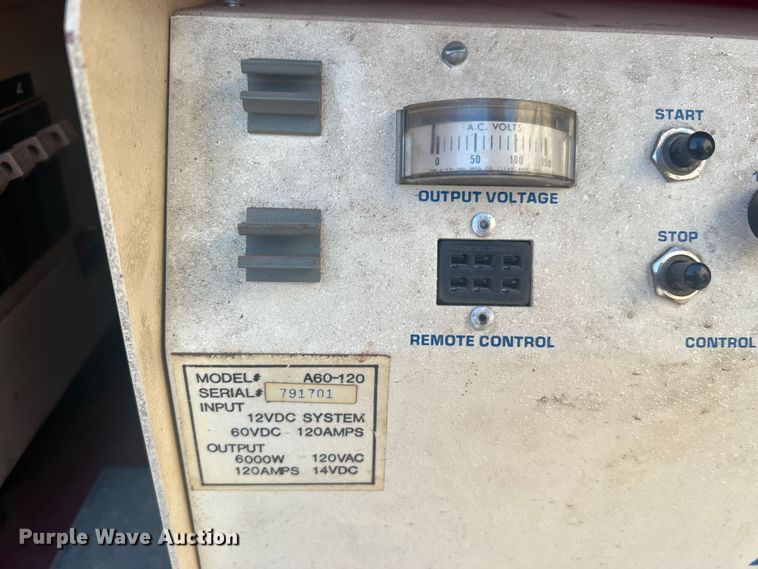 4
A.C. VOLTS
0 50 100 150
OUTPUT VOLTAGE
START
STOP
REMOTE CONTROL
CONTROL
MODEL# A60-120
SERIAL# 791701
INPUT
12VDC SYSTEM
60VDC 120AMPS
OUTPUT
6000W 120VAC
120AMPS 14VDC
Purple Wave Auction